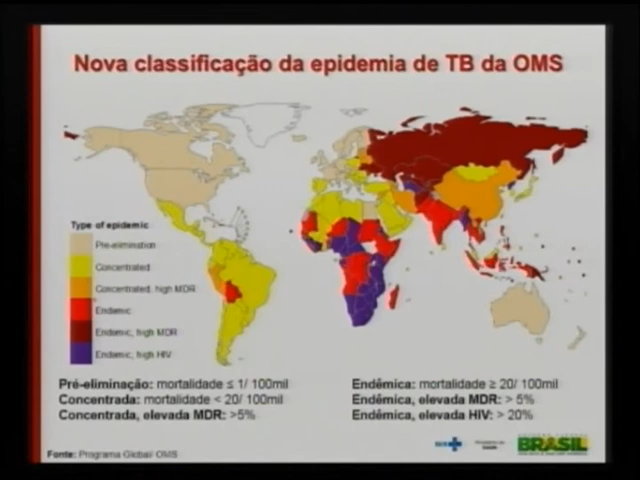 Nova classificação da epidemia de TB da OMS
Type of epidemic
Pre-elimination
Concentrated
Concentrated, high MDR
Endemic
Endemic, high MDR
Endemic, high HIV
Pré-eliminação: mortalidade ≤ 1/ 100mil
Concentrada: mortalidade < 20/ 100mil
Concentrada, elevada MDR: >5%
Endêmica: mortalidade ≥ 20/ 100mil
Endêmica, elevada MDR: > 5%
Endêmica, elevada HIV: > 20%
Fonte: Programa Global/ OMS
SUS
BRASIL